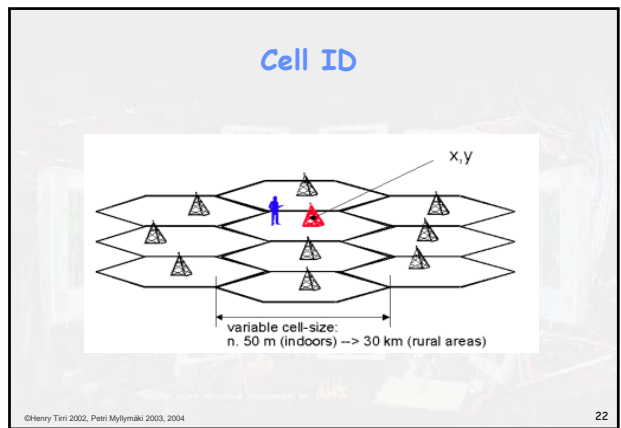 Cell ID
x,y
variable cell-size:
n. 50 m (indoors) --> 30 km (rural areas)
©Henry Tirri 2002, Petri Myllymäki 2003, 2004
22